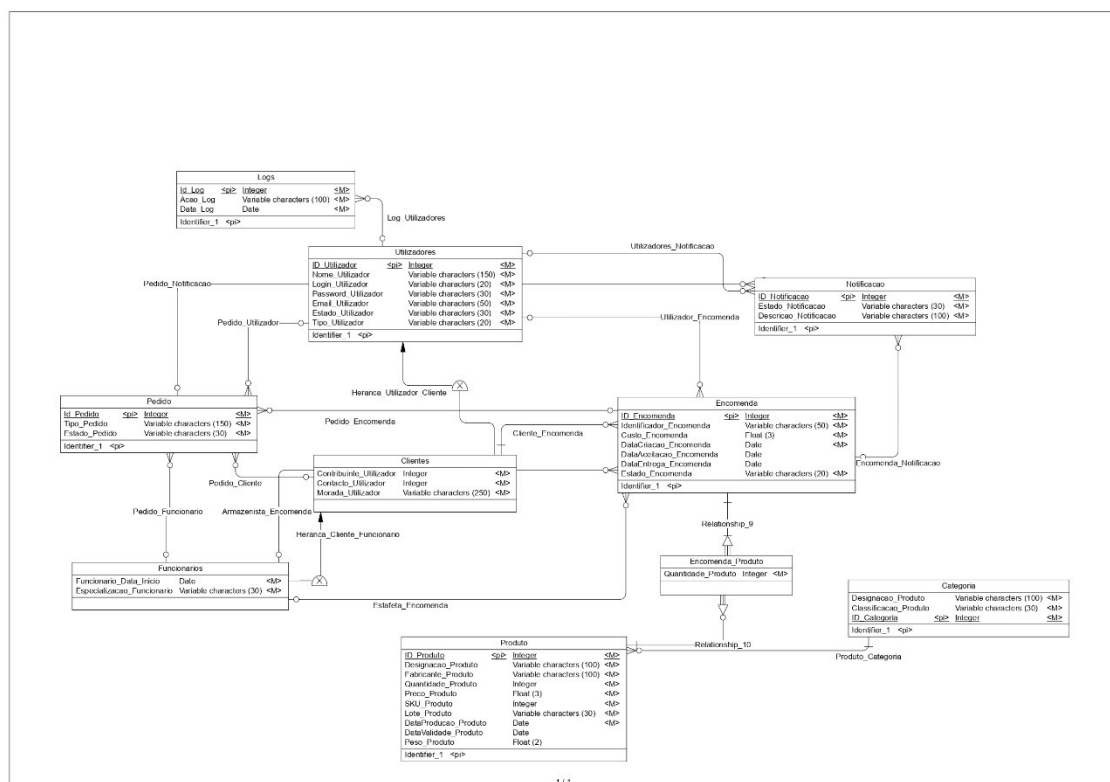 Logs
Id_Log <pi> Integer <M>
Acao_Log Variable characters (100) <M>
Data_Log Date <M>
Identifier_1 <pi>
Log_Utilizadores
Utilizadores
ID_Utilizador <pi> Integer <M>
Nome_Utilizador Variable characters (150) <M>
Login_Utilizador Variable characters (20) <M>
Password_Utilizador Variable characters (30) <M>
Email_Utilizador Variable characters (50) <M>
Estado_Utilizador Variable characters (30) <M>
Tipo_Utilizador Variable characters (20) <M>
Identifier_1 <pi>
Utilizadores_Notificacao
Pedido_Notificacao
Notificacao
ID_Notificacao <pi> Integer <M>
Estado_Notificacao Variable characters (30) <M>
Descricao_Notificacao Variable characters (100) <M>
Identifier_1 <pi>
Pedido_Utilizador
Utilizador_Encomenda
Heranca_Utilizador_Cliente
Pedido
Id_Pedido <pi> Integer <M>
Tipo_Pedido Variable characters (150) <M>
Estado_Pedido Variable characters (30) <M>
Identifier_1 <pi>
Pedido_Encomenda
Cliente_Encomenda
Encomenda
ID_Encomenda <pi> Integer <M>
Identificador_Encomenda Variable characters (50) <M>
Custo_Encomenda Float (3) <M>
DataCriacao_Encomenda Date <M>
DataAceitacao_Encomenda Date
DataEntrega_Encomenda Date
Estado_Encomenda Variable characters (20) <M>
Identifier_1 <pi>
Encomenda_Notificacao
Clientes
Contribuinte_Utilizador Integer <M>
Contacto_Utilizador Integer <M>
Morada_Utilizador Variable characters (250) <M>
Pedido_Cliente
Pedido_Funcionario
Armazenista_Encomenda
Heranca_Cliente_Funcionario
Relationship_9
Funcionarios
Funcionario_Data_Inicio Date <M>
Especializacao_Funcionario Variable characters (30) <M>
Encomenda_Produto
Quantidade_Produto Integer <M>
Estafeta_Encomenda
Categoria
Designacao_Produto Variable characters (100) <M>
Classificacao_Produto Variable characters (30) <M>
ID_Categoria <pi> Integer <M>
Identifier_1 <pi>
Relationship_10
Produto_Categoria
Produto
ID_Produto <pi> Integer <M>
Designacao_Produto Variable characters (100) <M>
Fabricante_Produto Variable characters (100) <M>
Quantidade_Produto Integer <M>
Preco_Produto Float (3) <M>
SKU_Produto Integer <M>
Lote_Produto Variable characters (30) <M>
DataProducao_Produto Date <M>
DataValidade_Produto Date
Peso_Produto Float (2)
Identifier_1 <pi>
1 / 1